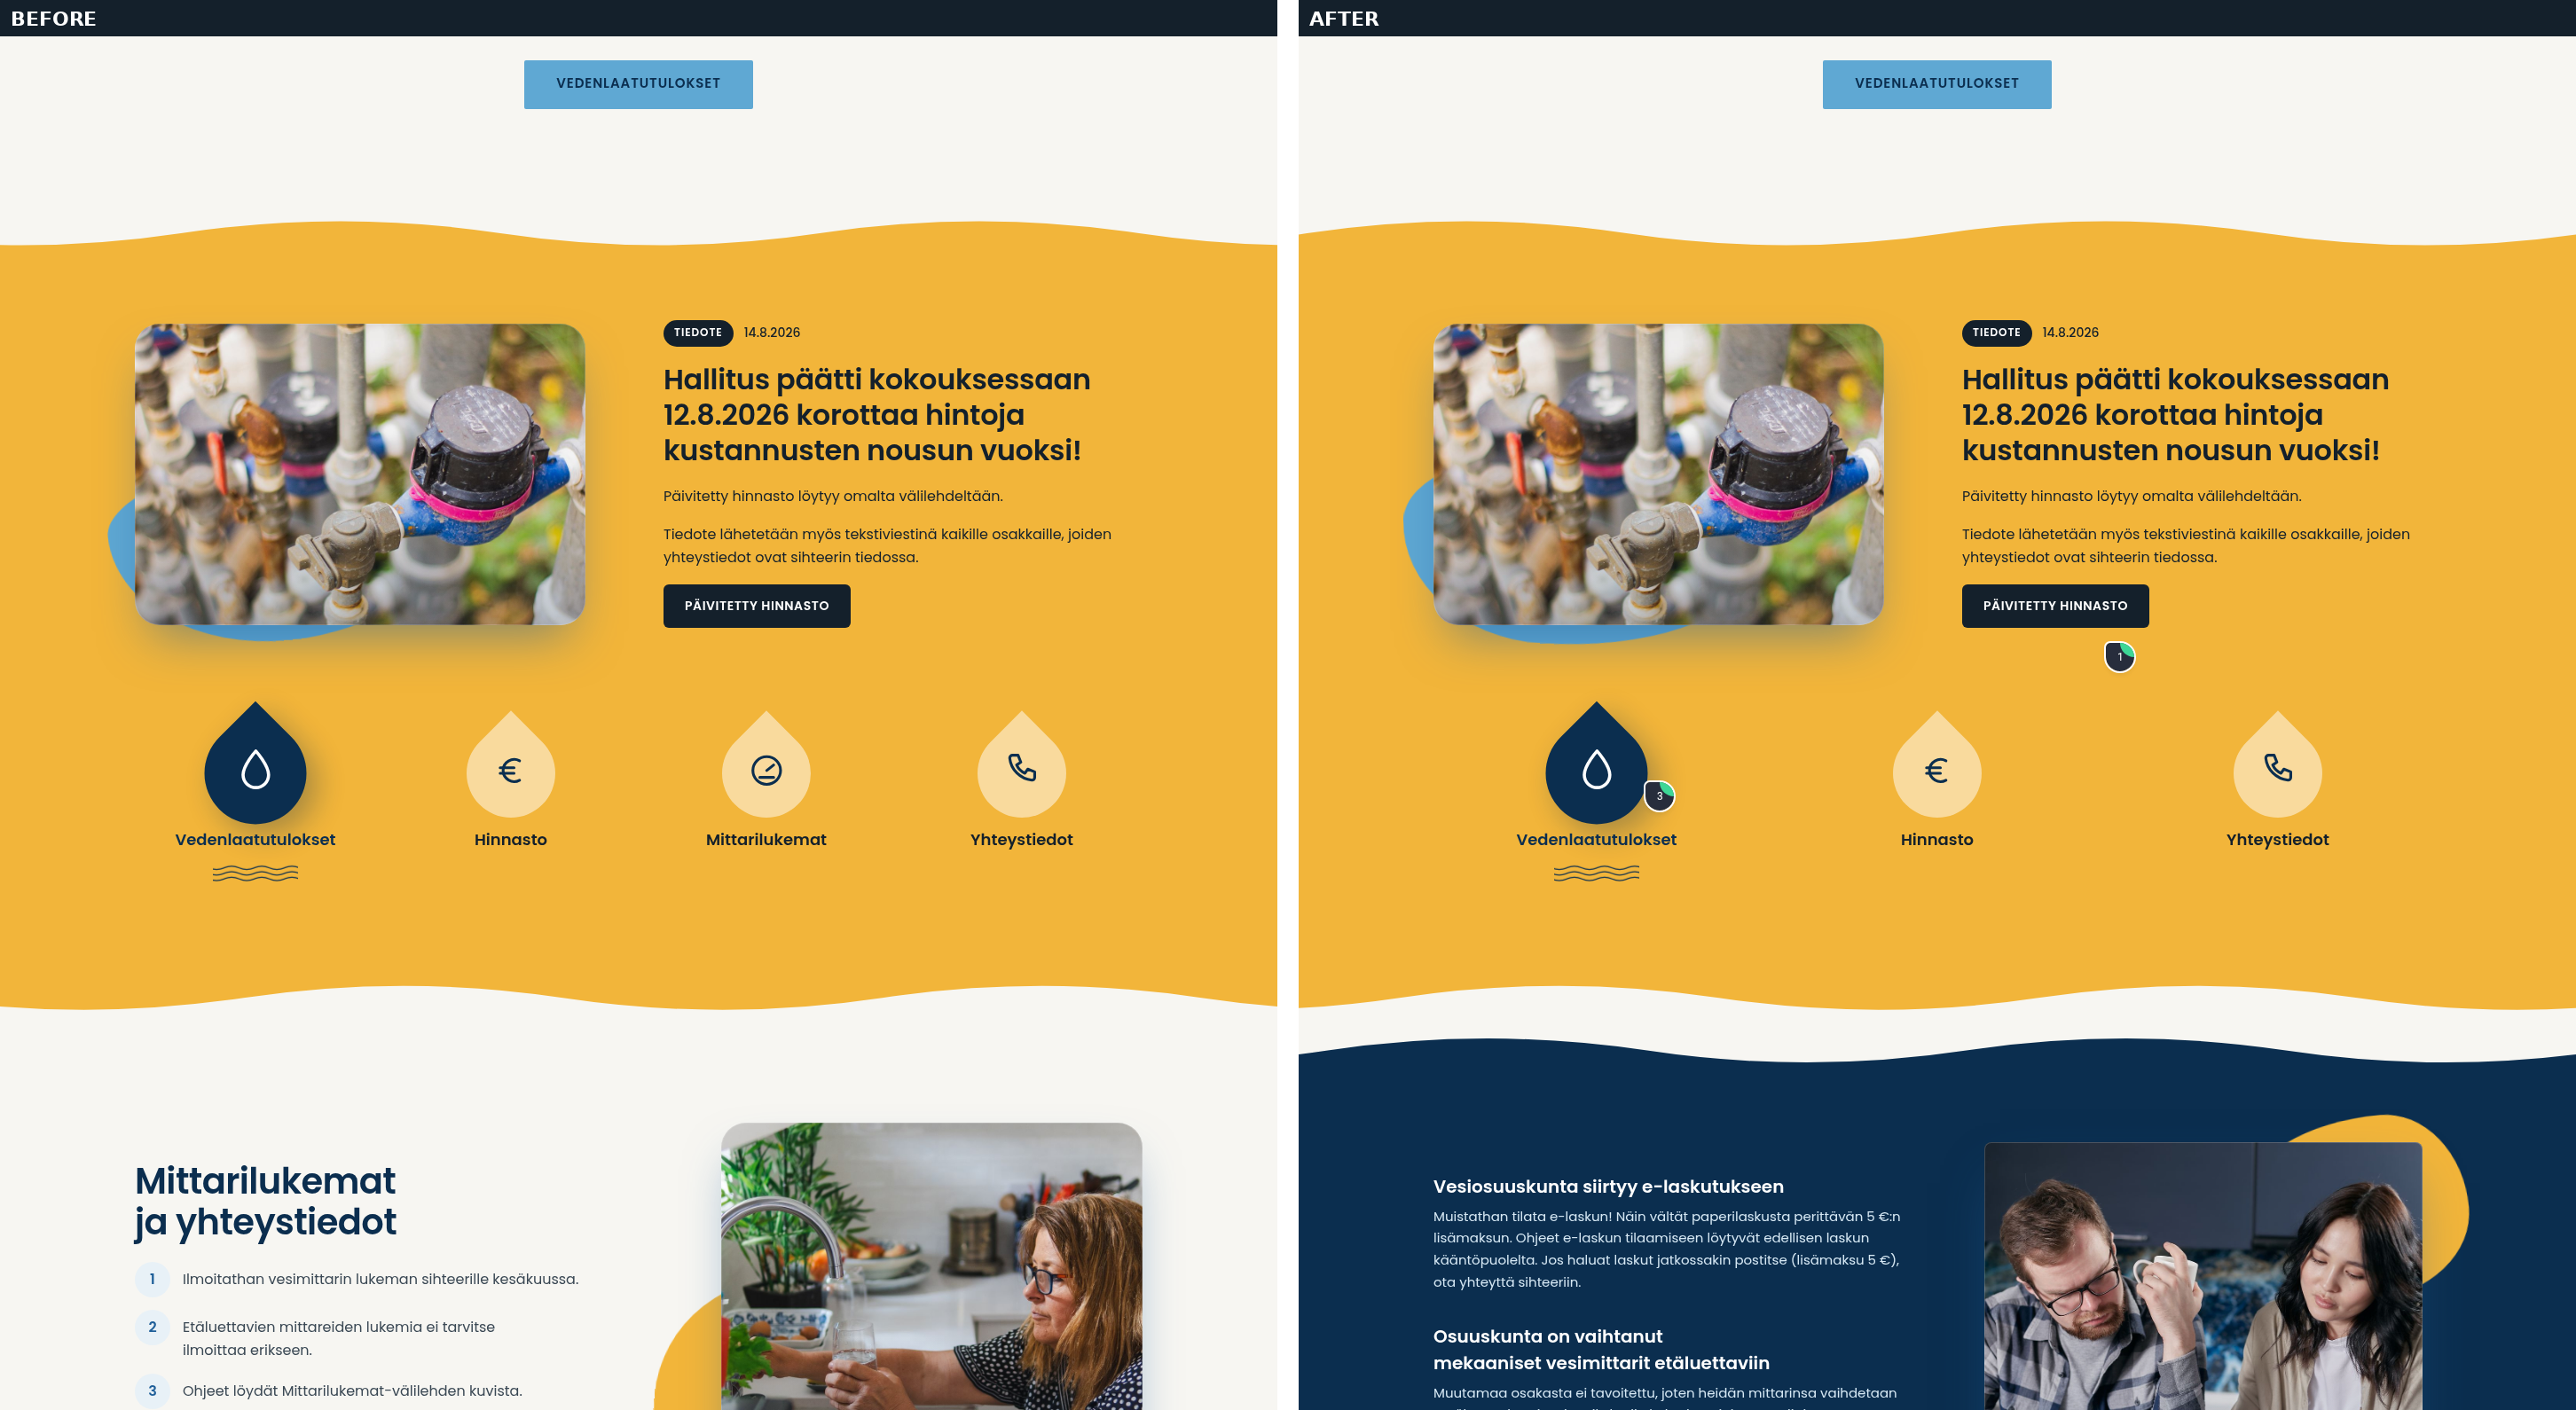 BEFORE
VEDENLAATUTULOKSET
TIEDOTE 14.8.2026
Hallitus päätti kokouksessaan
12.8.2026 korottaa hintoja
kustannusten nousun vuoksi!
Päivitetty hinnasto löytyy omalta välilehdeltään.
Tiedote lähetetään myös tekstiviestinä kaikille osakkaille, joiden
yhteystiedot ovat sihteerin tiedossa.
PÄIVITETTY HINNASTO
Vedenlaatutulokset
Hinnasto
Mittarilukemat
Yhteystiedot
Mittarilukemat
ja yhteystiedot
1 Ilmoitathan vesimittarin lukeman sihteerille kesäkuussa.
2 Etäluettavien mittareiden lukemia ei tarvitse
ilmoittaa erikseen.
3 Ohjeet löydät Mittarilukemat-välilehden kuvista.
AFTER
VEDENLAATUTULOKSET
TIEDOTE 14.8.2026
Hallitus päätti kokouksessaan
12.8.2026 korottaa hintoja
kustannusten nousun vuoksi!
Päivitetty hinnasto löytyy omalta välilehdeltään.
Tiedote lähetetään myös tekstiviestinä kaikille osakkaille, joiden
yhteystiedot ovat sihteerin tiedossa.
PÄIVITETTY HINNASTO
1
3
Vedenlaatutulokset
Hinnasto
Yhteystiedot
Vesiosuuskunta siirtyy e-laskutukseen
Muistathan tilata e-laskun! Näin vältät paperilaskusta perittävän 5 €:n
lisämaksun. Ohjeet e-laskun tilaamiseen löytyvät edellisen laskun
kääntöpuolelta. Jos haluat laskut jatkossakin postitse (lisämaksu 5 €),
ota yhteyttä sihteeriin.
Osuuskunta on vaihtanut
mekaaniset vesimittarit etäluettaviin
Muutamaa osakasta ei tavoitettu, joten heidän mittarinsa vaihdetaan